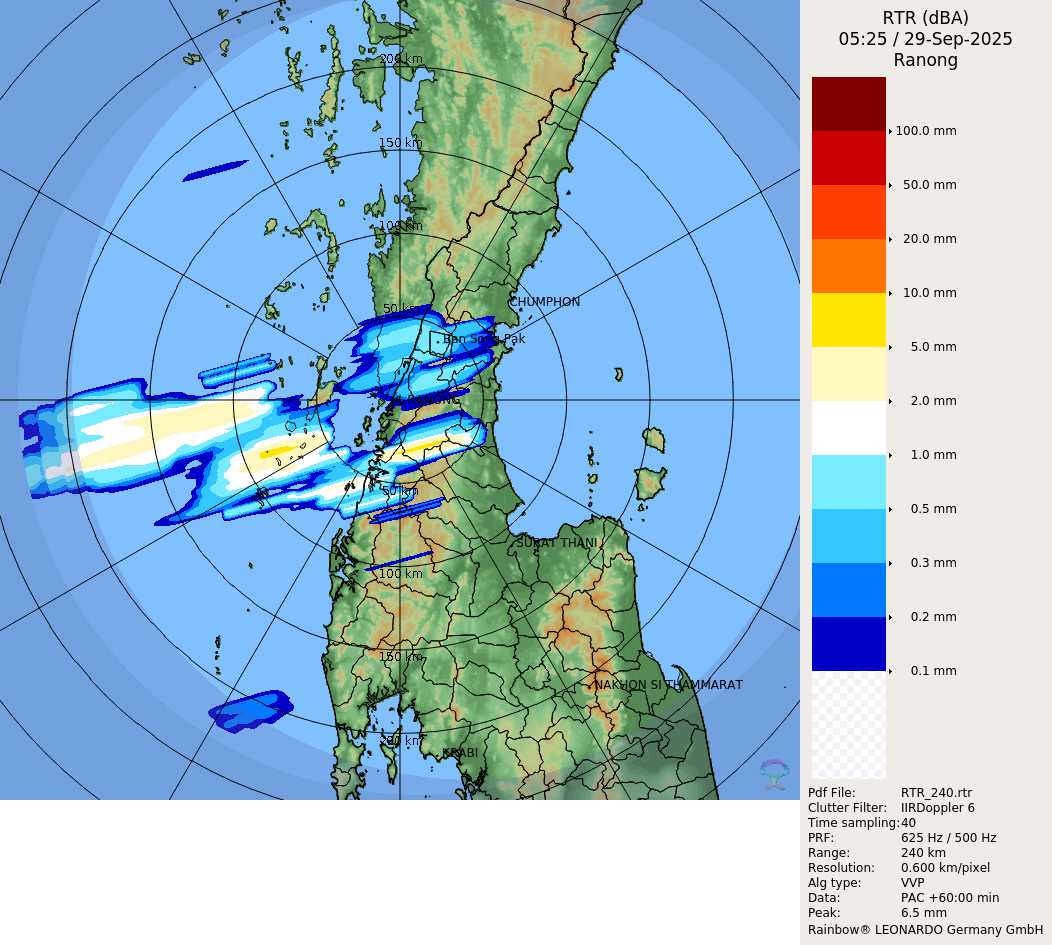 RTR (dBA)
05:25 / 29-Sep-2025
Ranong
100.0 mm
50.0 mm
20.0 mm
10.0 mm
5.0 mm
2.0 mm
1.0 mm
0.5 mm
0.3 mm
0.2 mm
0.1 mm
Pdf File: RTR_240.rtr
Clutter Filter: IIRDoppler 6
Time sampling: 40
PRF: 625 Hz / 500 Hz
Range: 240 km
Resolution: 0.600 km/pixel
Alg type: VVP
Data: PAC +60:00 min
Peak: 6.5 mm
Rainbow® LEONARDO Germany GmbH
200 km
150 km
100 km
50 km
CHUMPHON
Ban Song Pak
RANONG
50 km
SURAT THANI
100 km
150 km
NAKHON SI THAMMARAT
200 km
KRABI